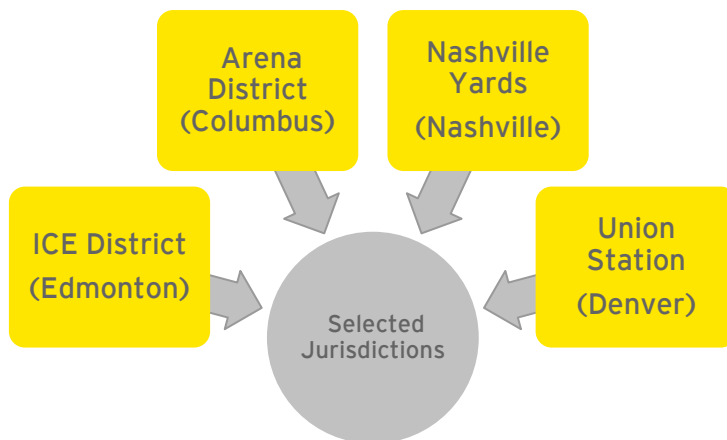 Arena
District
(Columbus)
Nashville
Yards
(Nashville)
ICE District
(Edmonton)
Union
Station
(Denver)
Selected
Jurisdictions